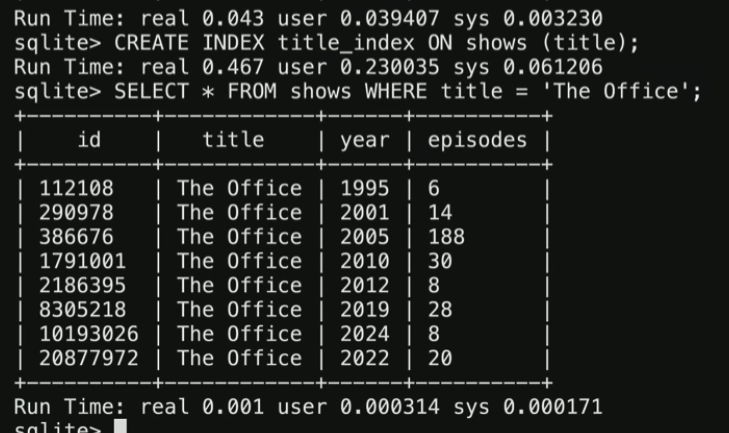 Run Time: real 0.043 user 0.039407 sys 0.003230
sqlite> CREATE INDEX title_index ON shows (title);
Run Time: real 0.467 user 0.230035 sys 0.061206
sqlite> SELECT * FROM shows WHERE title = 'The Office';
+----------+------------+------+----------+
|    id    |   title    | year | episodes |
+----------+------------+------+----------+
| 112108   | The Office | 1995 | 6        |
| 290978   | The Office | 2001 | 14       |
| 386676   | The Office | 2005 | 188      |
| 1791001  | The Office | 2010 | 30       |
| 2186395  | The Office | 2012 | 8        |
| 8305218  | The Office | 2019 | 28       |
| 10193026 | The Office | 2024 | 8        |
| 20877972 | The Office | 2022 | 20       |
+----------+------------+------+----------+
Run Time: real 0.001 user 0.000314 sys 0.000171
sqlite>